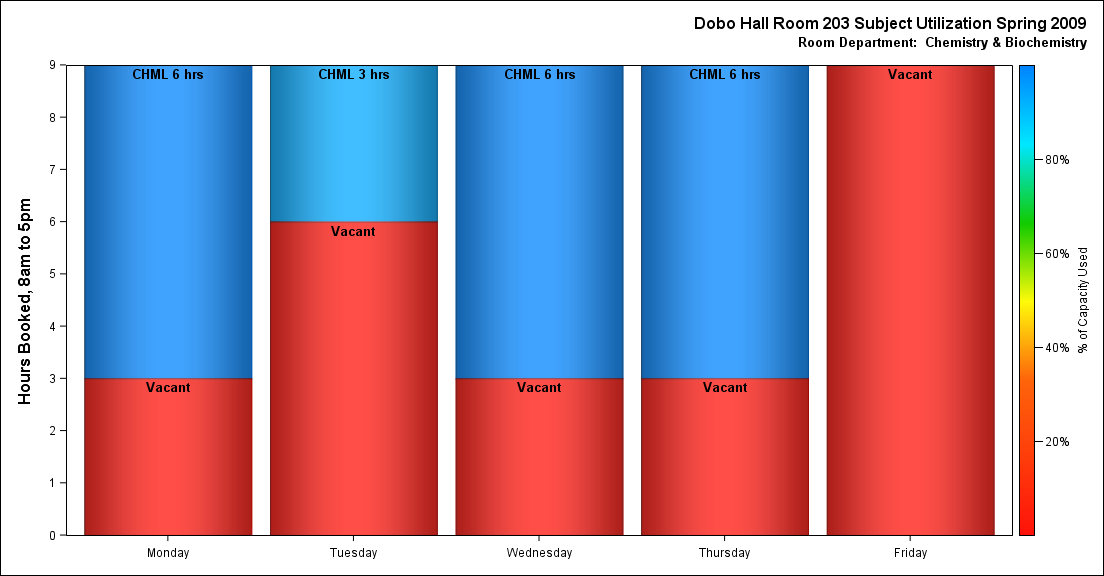 Dobo Hall Room 203 Subject Utilization Spring 2009
Room Department:  Chemistry & Biochemistry
Hours Booked, 8am to 5pm
9
8
7
6
5
4
3
2
1
0
CHML 6 hrs
Vacant
CHML 3 hrs
Vacant
CHML 6 hrs
Vacant
CHML 6 hrs
Vacant
Vacant
Monday
Tuesday
Wednesday
Thursday
Friday
80%
60%
40%
20%
% of Capacity Used